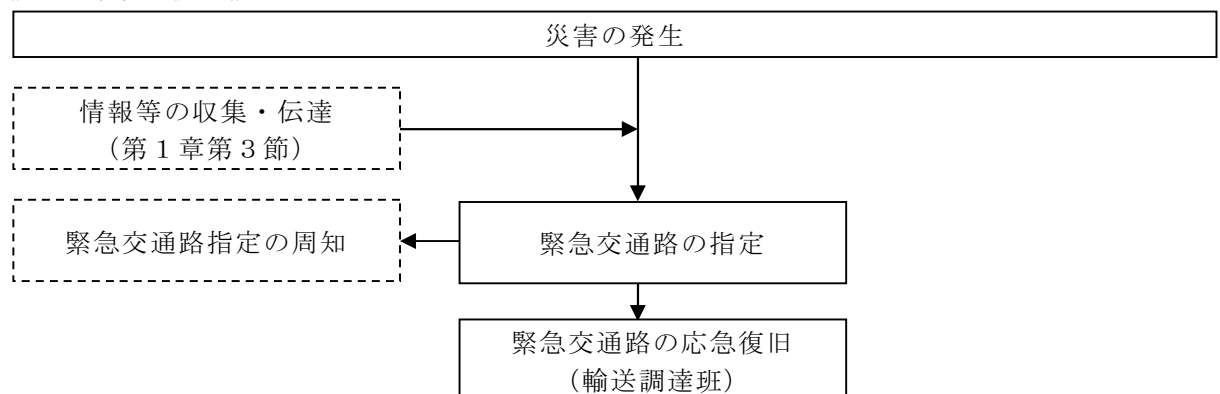 災害の発生
情報等の収集・伝達
（第１章第３節）
緊急交通路指定の周知
緊急交通路の指定
緊急交通路の応急復旧
（輸送調達班）